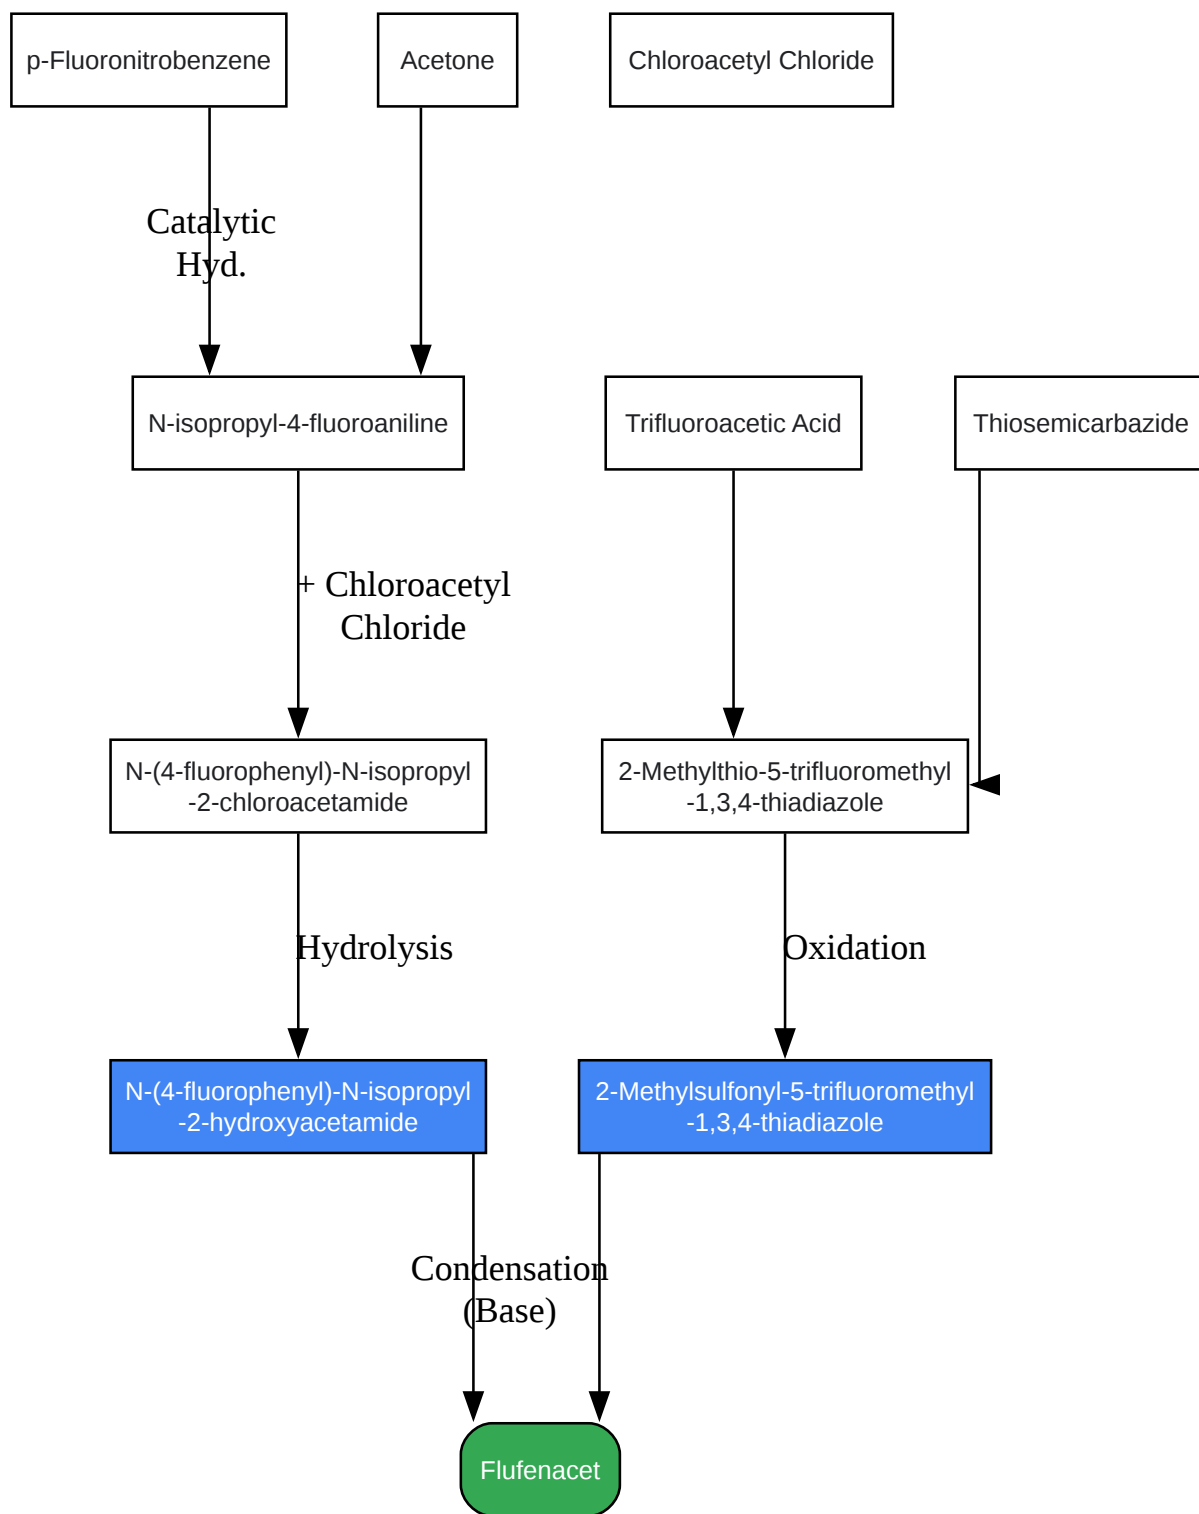 p-Fluoronitrobenzene
Acetone
Chloroacetyl Chloride
Catalytic
Hyd.
N-isopropyl-4-fluoroaniline
Trifluoroacetic Acid
Thiosemicarbazide
+ Chloroacetyl
Chloride
N-(4-fluorophenyl)-N-isopropyl
-2-chloroacetamide
2-Methylthio-5-trifluoromethyl
-1,3,4-thiadiazole
Hydrolysis
Oxidation
N-(4-fluorophenyl)-N-isopropyl
-2-hydroxyacetamide
2-Methylsulfonyl-5-trifluoromethyl
-1,3,4-thiadiazole
Condensation
(Base)
Flufenacet